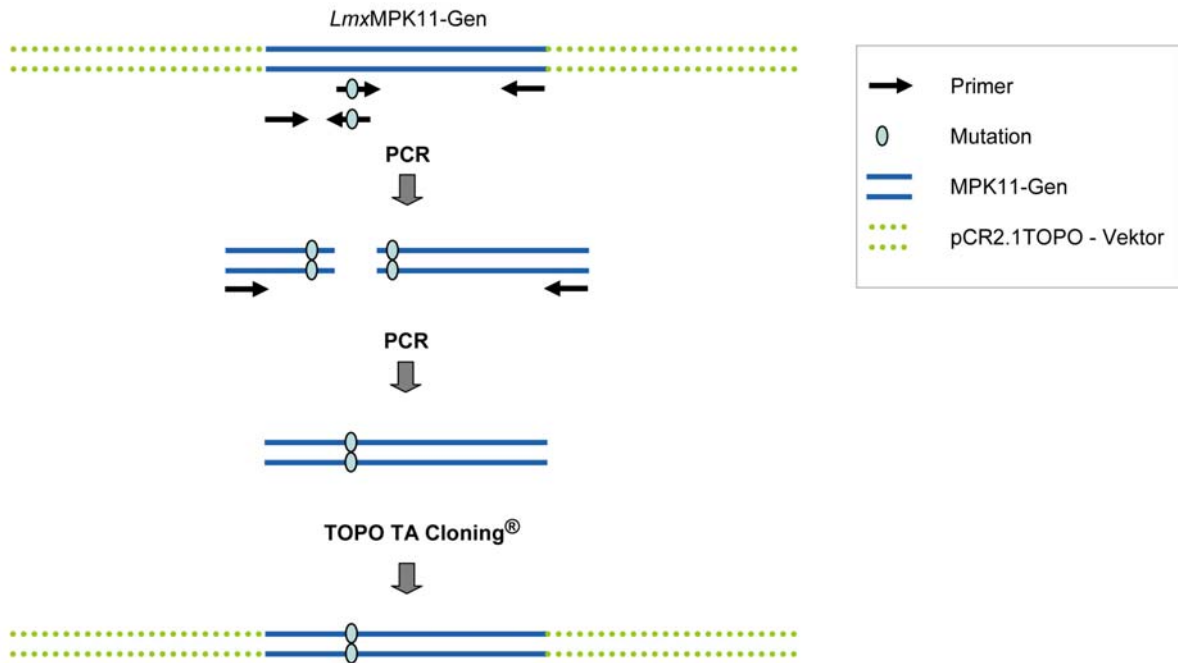 LmxMPK11-Gen
PCR
PCR
TOPO TA Cloning®
Primer
Mutation
MPK11-Gen
pCR2.1TOPO - Vektor